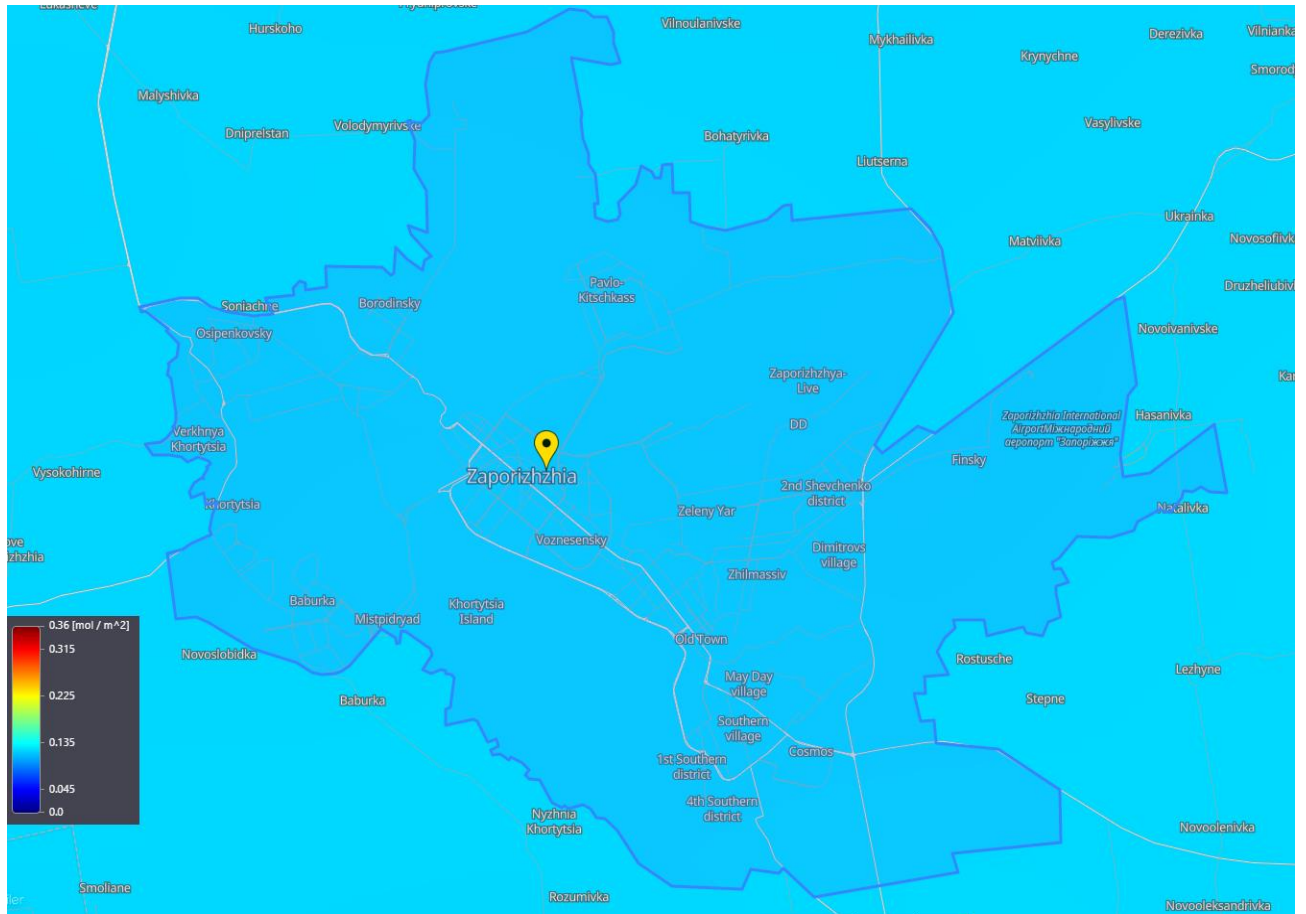 Hurskoho
Vilnoulanivske
Mykhailivka
Derezivka
Krynychne
Malyshivka
Dniprelstan
Volodymyrivske
Bohatyrivka
Vasylivske
Liutserna
Ukrainka
Matviivka
Pavlo-
Kitschkass
Soniachne
Borodinsky
Osipenkovsky
Novoivanivske
Zaporizhzhya-
Live
Zaporizhzhia International
AirportМіжнародний
аеропорт "Запоріжжя"
Hasanivka
DD
Verkhnya
Khortytsia
Finsky
Vysokohirne
Zaporizhzhia
2nd Shevchenko
district
Khortytsia
Zeleny Yar
Natalivka
Voznesensky
Dimitrovs
village
Zhilmassiv
Baburka
Khortytsia
Island
Mistpidryad
Old Town
Novoslobidka
Rostusche
Lezhyne
May Day
village
Baburka
Stepne
Southern
village
Cosmos
1st Southern
district
4th Southern
district
Nyzhnia
Khortytsia
Novoolenivka
Smoliane
Rozumivka
Novooleksandrivka
0.36 [mol / m^2]
0.315
0.225
0.135
0.045
0.0